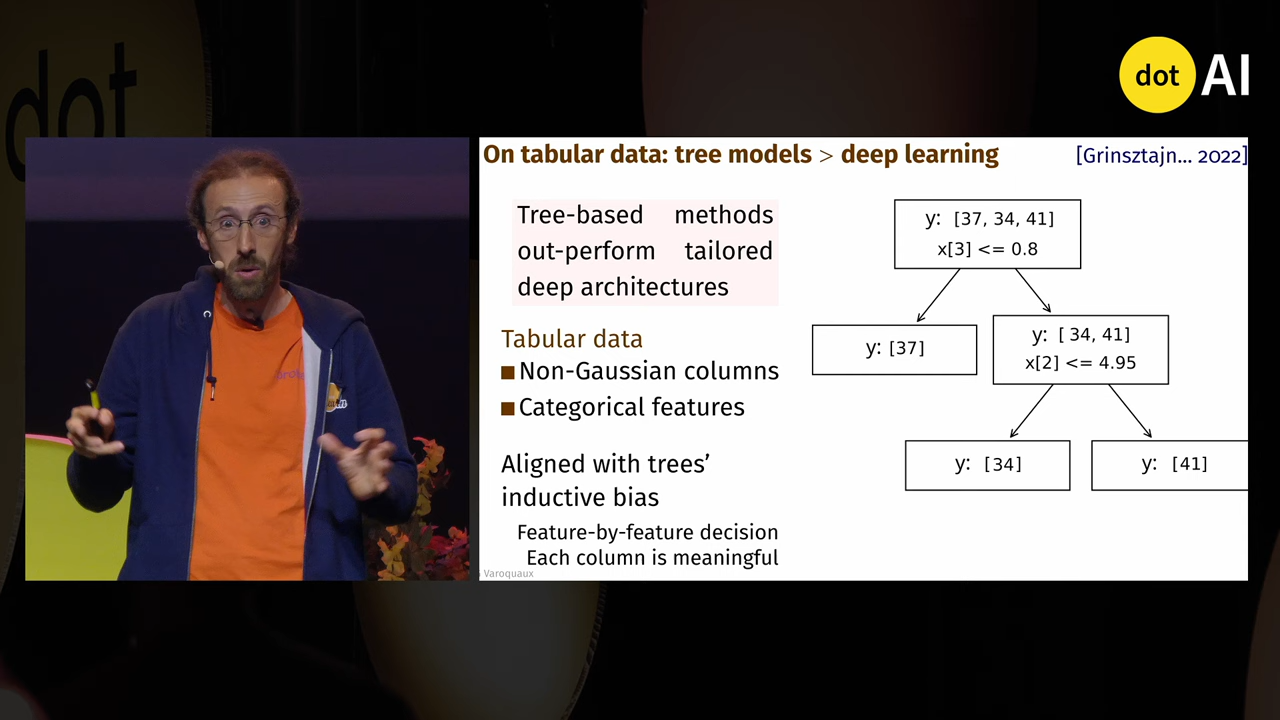 dot
dot AI
On tabular data: tree models > deep learning [Grinsztajn... 2022]
Tree-based methods
out-perform tailored
deep architectures
Tabular data
Non-Gaussian columns
Categorical features
Aligned with trees’
inductive bias
Feature-by-feature decision
Each column is meaningful
y: [37, 34, 41]
x[3] <= 0.8
y: [37]
y: [ 34, 41]
x[2] <= 4.95
y: [34]
y: [41]
Varoquaux